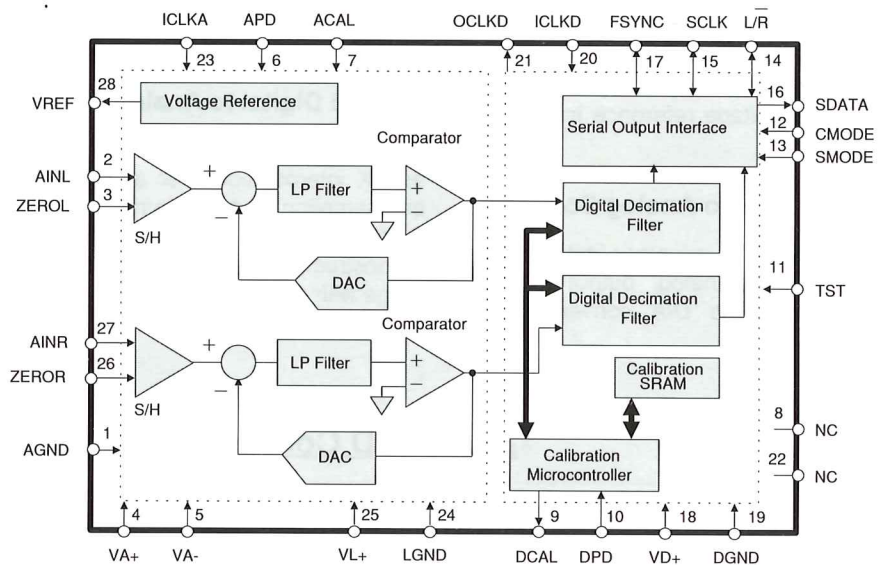 ICLKA APD ACAL OCLKD ICLKD FSYNC SCLK L/R̅
23 6 7 21 20 17 15 14
28
VREF
Voltage Reference
Serial Output Interface
16
SDATA
12
CMODE
13
SMODE
Comparator
2
AINL
3
ZEROL
S/H
+
−
LP Filter
+
−
DAC
Digital Decimation
Filter
Digital Decimation
Filter
11
TST
Comparator
27
AINR
26
ZEROR
S/H
+
−
LP Filter
+
−
DAC
Calibration
SRAM
8
NC
22
NC
1
AGND
Calibration
Microcontroller
4 5 25 24 9 10 18 19
VA+ VA- VL+ LGND DCAL DPD VD+ DGND